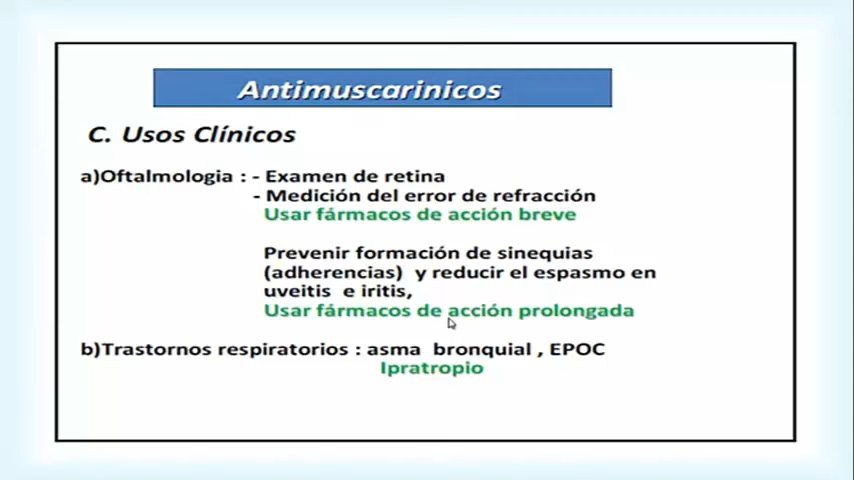 Antimuscarinicos
C. Usos Clínicos
a)Oftalmologia : - Examen de retina
- Medición del error de refracción
Usar fármacos de acción breve
Prevenir formación de sinequias
(adherencias) y reducir el espasmo en
uveitis e iritis,
Usar fármacos de acción prolongada
b)Trastornos respiratorios : asma bronquial , EPOC
Ipratropio